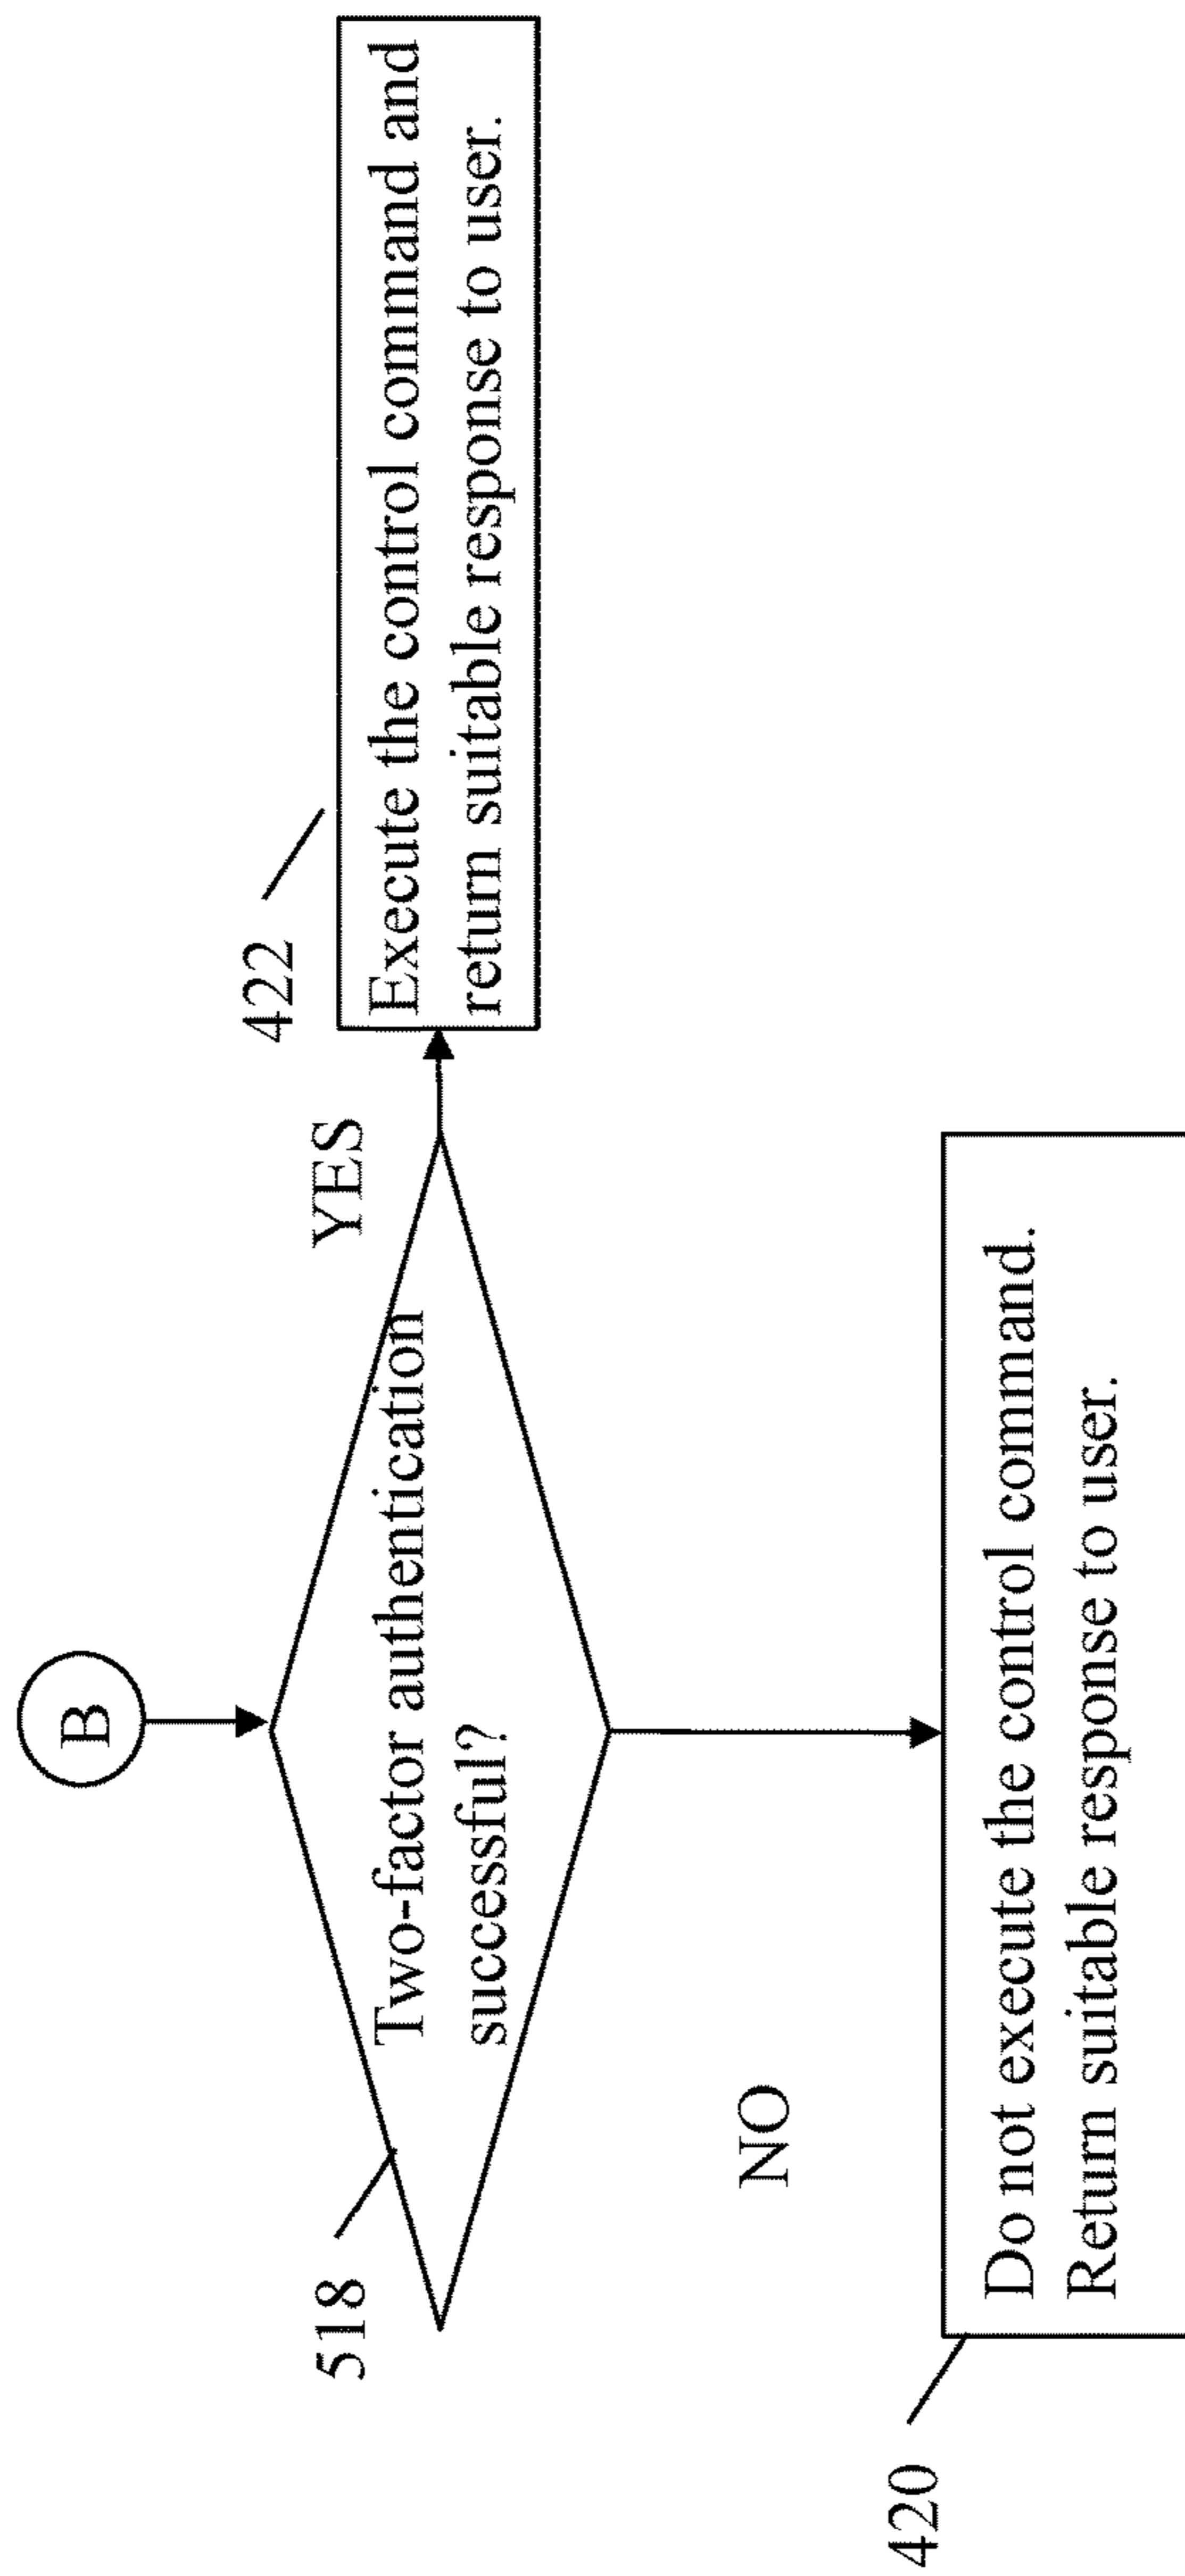 B
518
Two-factor authentication
successful?
YES
422
Execute the control command and
return suitable response to user.
NO
420
Do not execute the control command.
Return suitable response to user.